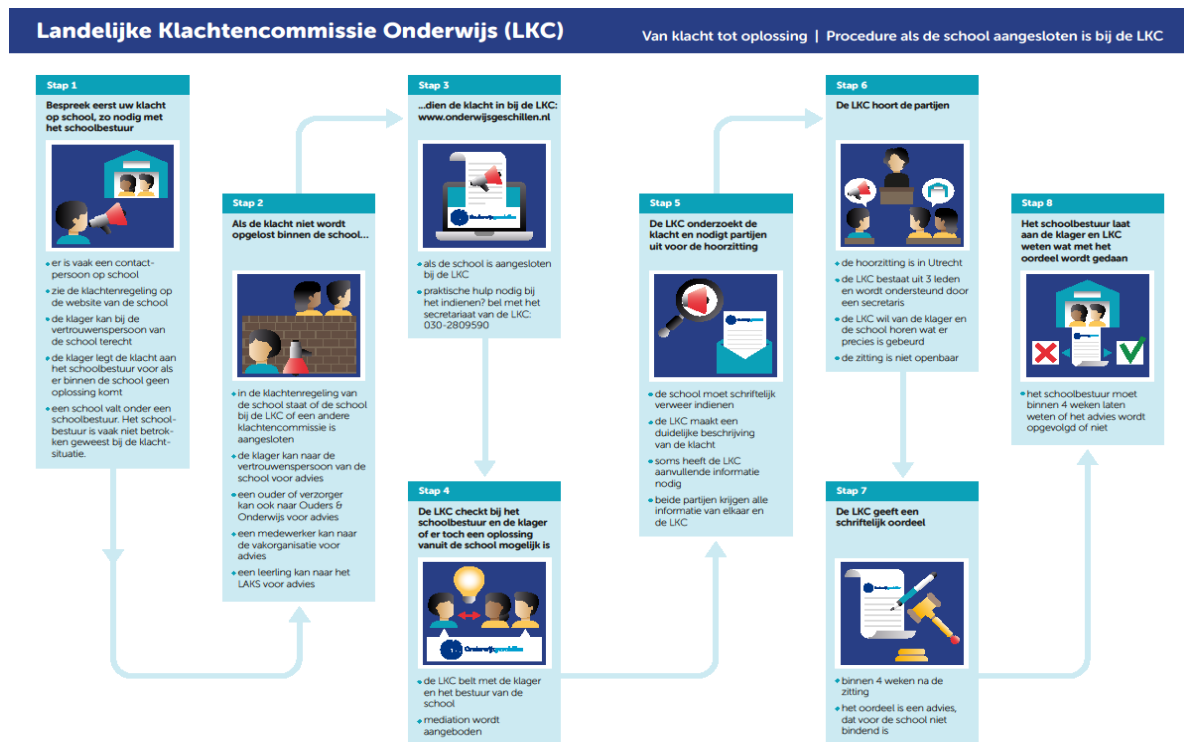 Landelijke Klachtencommissie Onderwijs (LKC)
Van klacht tot oplossing | Procedure als de school aangesloten is bij de LKC
Stap 1
Bespreek eerst uw klacht
op school, zo nodig met
het schoolbestuur
er is vaak een contact-
persoon op school
zie de klachtenregeling op
de website van de school
de klager kan bij de
vertrouwenspersoon van
de school terecht
de klager legt de klacht aan
het schoolbestuur voor als
er binnen de school geen
oplossing komt
een school valt onder een
schoolbestuur. Het school-
bestuur is vaak niet betrok-
ken geweest bij de klacht-
situatie.
Stap 2
Als de klacht niet wordt
opgelost binnen de school...
in de klachtenregeling van
de school staat of de school
bij de LKC of een andere
klachtencommissie is
aangesloten
de klager kan naar de
vertrouwenspersoon van de
school voor advies
een ouder of verzorger
kan ook naar Ouders &
Onderwijs voor advies
een medewerker kan naar
de vakorganisatie voor
advies
een leerling kan naar het
LAKS voor advies
Stap 3
...dien de klacht in bij de LKC:
www.onderwijsgeschillen.nl
Onderwijsgeschillen
als de school is aangesloten
bij de LKC
praktische hulp nodig bij
het indienen? bel met het
secretariaat van de LKC:
030-2809590
Stap 4
De LKC checkt bij het
schoolbestuur en de klager
of er toch een oplossing
vanuit de school mogelijk is
Onderwijsgeschillen
de LKC belt met de klager
en het bestuur van de
school
mediation wordt
aangeboden
Stap 5
De LKC onderzoekt de
klacht en nodigt partijen
uit voor de hoorzitting
de school moet schriftelijk
verweer indienen
de LKC maakt een
duidelijke beschrijving
van de klacht
soms heeft de LKC
aanvullende informatie
nodig
beide partijen krijgen alle
informatie van elkaar en
de LKC
Stap 6
De LKC hoort de partijen
de hoorzitting is in Utrecht
de LKC bestaat uit 3 leden
en wordt ondersteund door
een secretaris
de LKC wil van de klager en
de school horen wat er
precies is gebeurd
de zitting is niet openbaar
Stap 7
De LKC geeft een
schriftelijk oordeel
Onderwijsgeschillen
binnen 4 weken na de
zitting
het oordeel is een advies,
dat voor de school niet
bindend is
Stap 8
Het schoolbestuur laat
aan de klager en LKC
weten wat met het
oordeel wordt gedaan
het schoolbestuur moet
binnen 4 weken laten
weten of het advies wordt
opgevolgd of niet